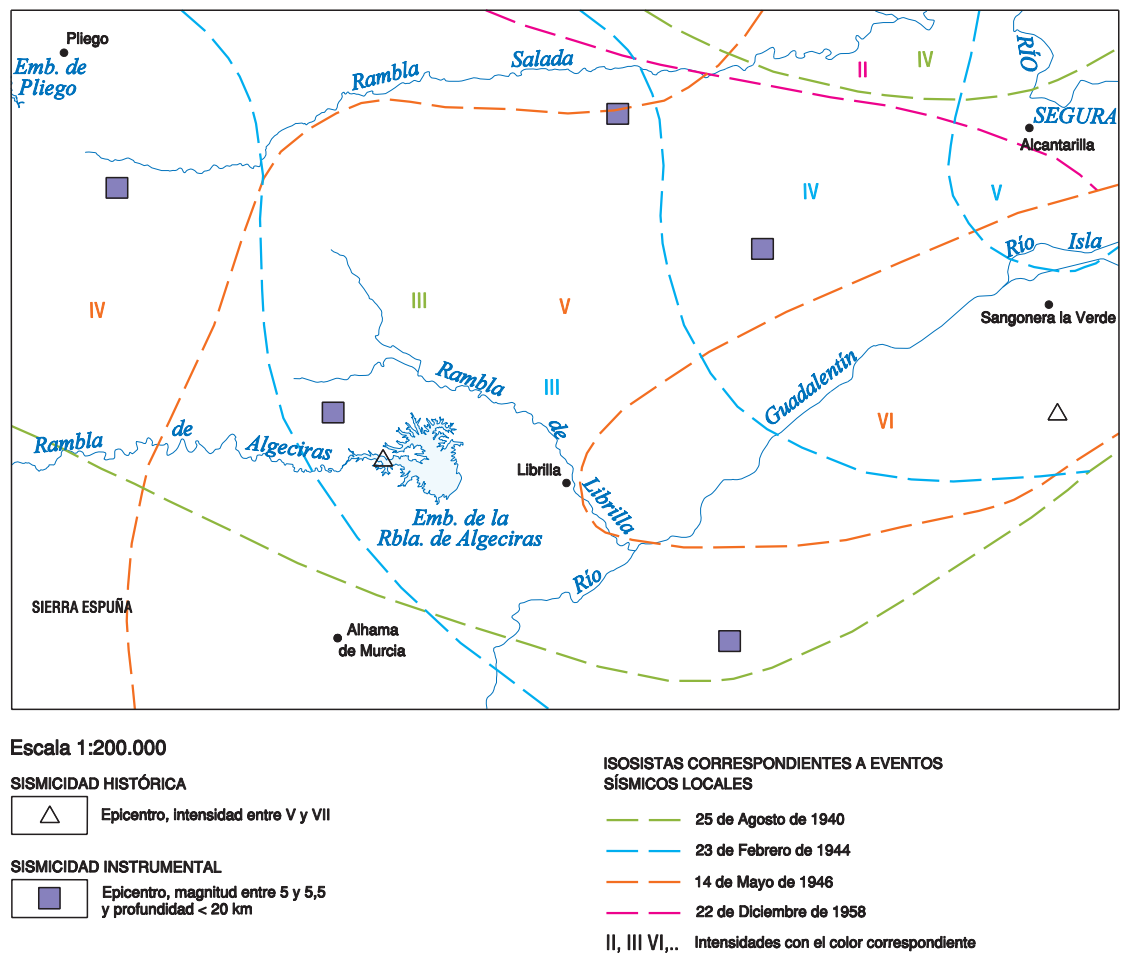 Pliego
Emb. de
Pliego
Rambla
Salada
II
IV
RÍO
SEGURA
Alcantarilla
IV
V
Río
Isla
Sangonera la Verde
IV
III
V
Guadalentín
Rambla
de
Librilla
III
VI
Rambla
de
Algeciras
Librilla
Emb. de la
Rbla. de Algeciras
Río
SIERRA ESPUÑA
Alhama
de Murcia
Escala 1:200.000
SISMICIDAD HISTÓRICA
Epicentro, Intensidad entre V y VII
SISMICIDAD INSTRUMENTAL
Epicentro, magnitud entre 5 y 5,5
y profundidad < 20 km
ISOSISTAS CORRESPONDIENTES A EVENTOS
SÍSMICOS LOCALES
25 de Agosto de 1940
23 de Febrero de 1944
14 de Mayo de 1946
22 de Diciembre de 1958
II, III VI,.. Intensidades con el color correspondiente